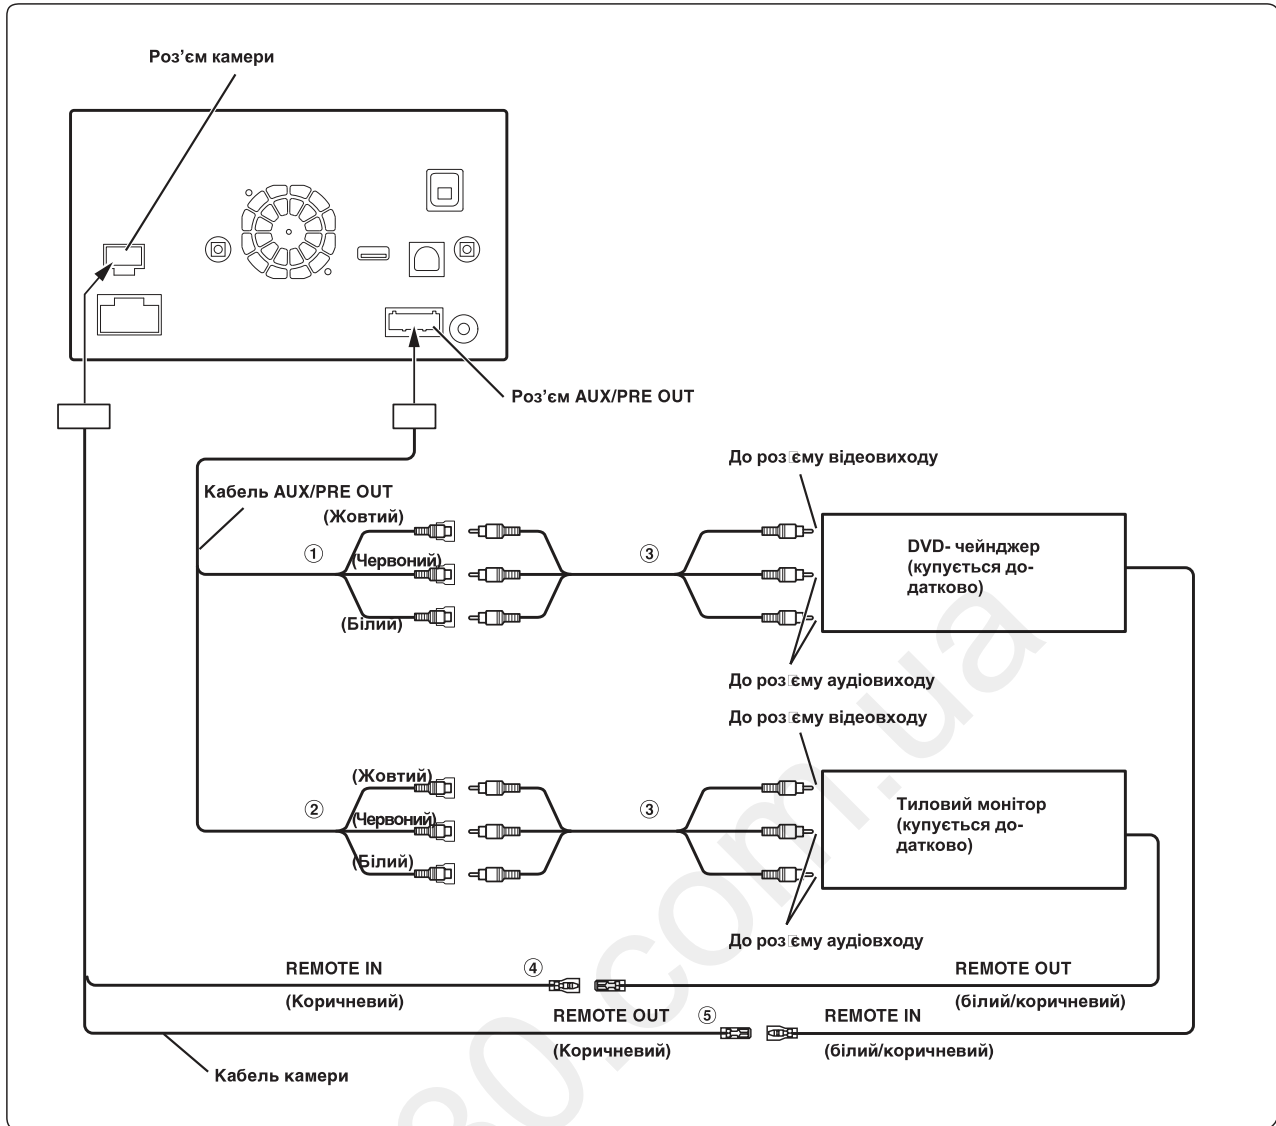 Роз’єм камери
Роз’єм AUX/PRE OUT
До роз єму відеовиходу
Кабель AUX/PRE OUT
(Жовтий)
①
(Червоний)
③
(Білий)
DVD- чейнджер
(купується до-
датково)
До роз єму аудіовиходу
До роз єму відеовходу
(Жовтий)
②
(Червоний)
③
(Білий)
Тиловий монітор
(купується до-
датково)
До роз єму аудіовходу
REMOTE IN
④
REMOTE OUT
(Коричневий)
(білий/коричневий)
REMOTE OUT
⑤
REMOTE IN
(Коричневий)
(білий/коричневий)
Кабель камери
30.com.ua